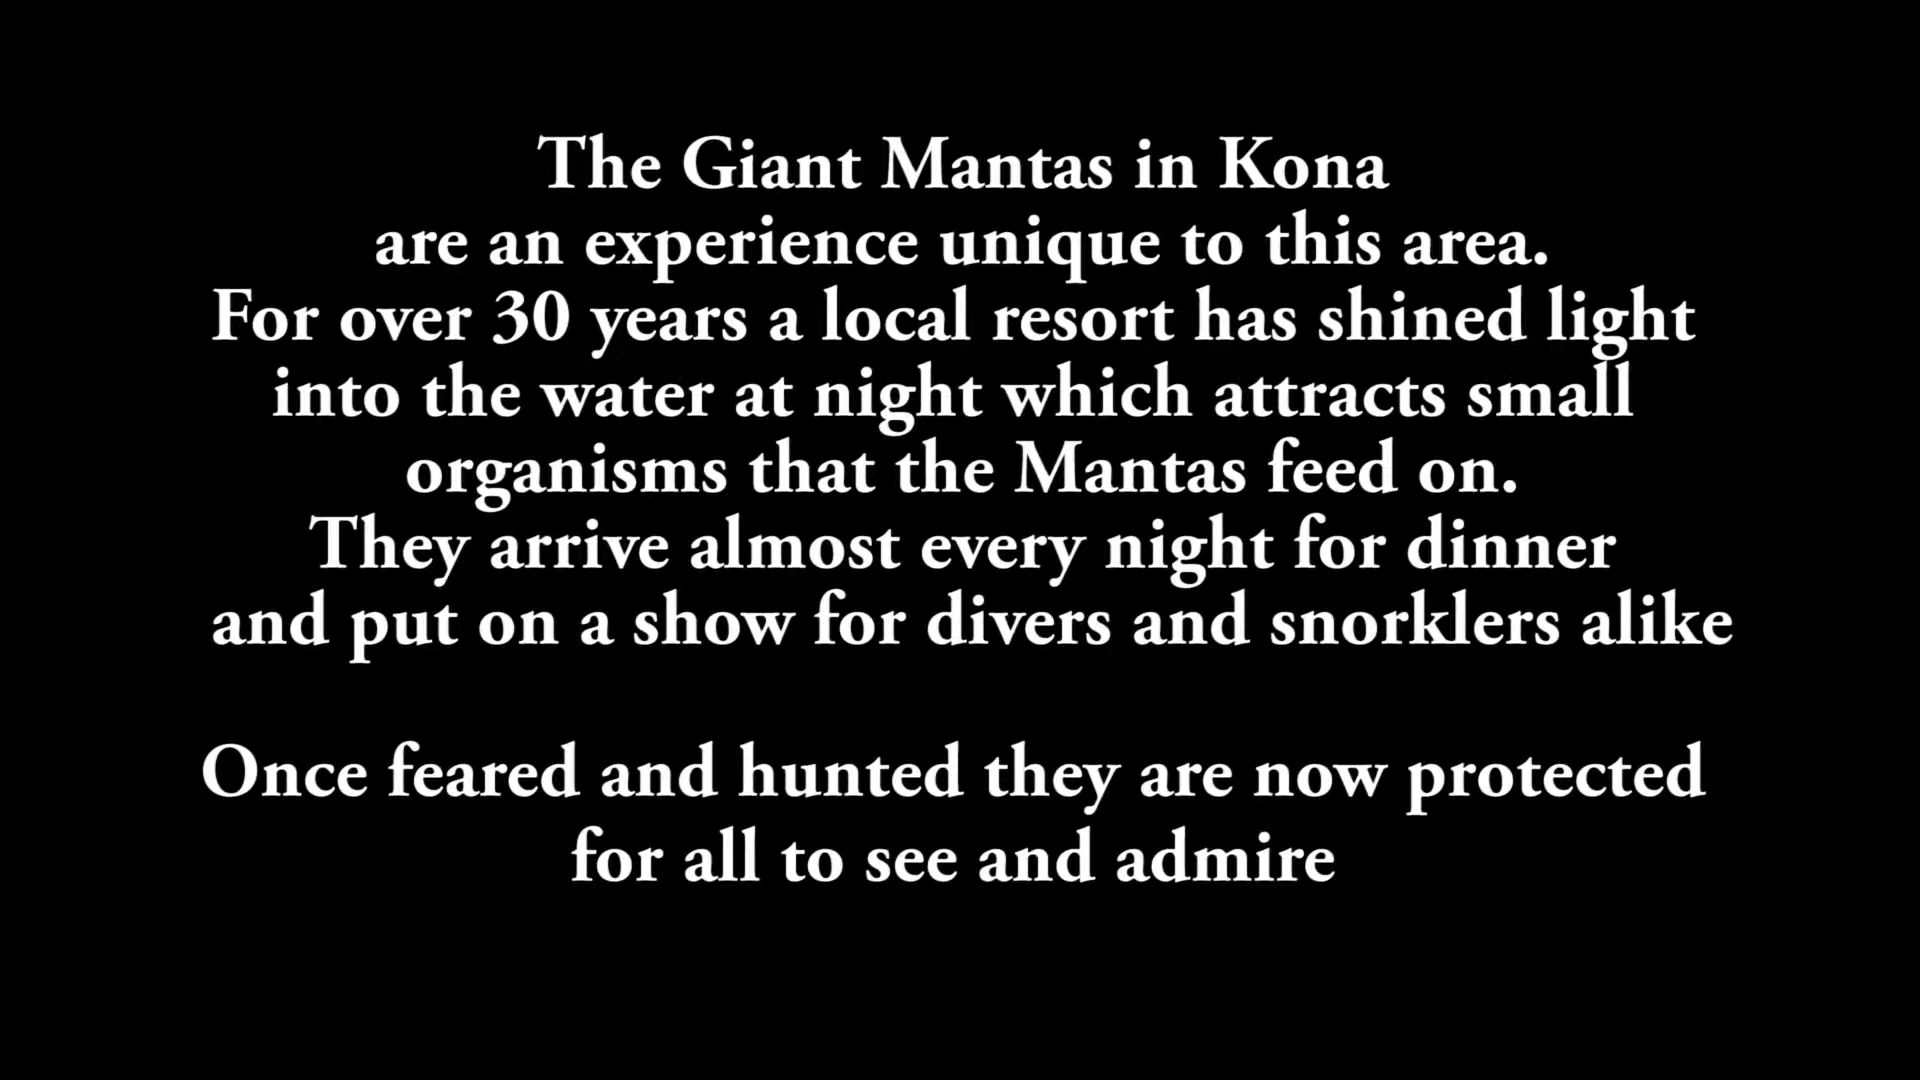 The Giant Mantas in Kona
are an experience unique to this area.
For over 30 years a local resort has shined light
into the water at night which attracts small
organisms that the Mantas feed on.
They arrive almost every night for dinner
and put on a show for divers and snorklers alike
Once feared and hunted they are now protected
for all to see and admire